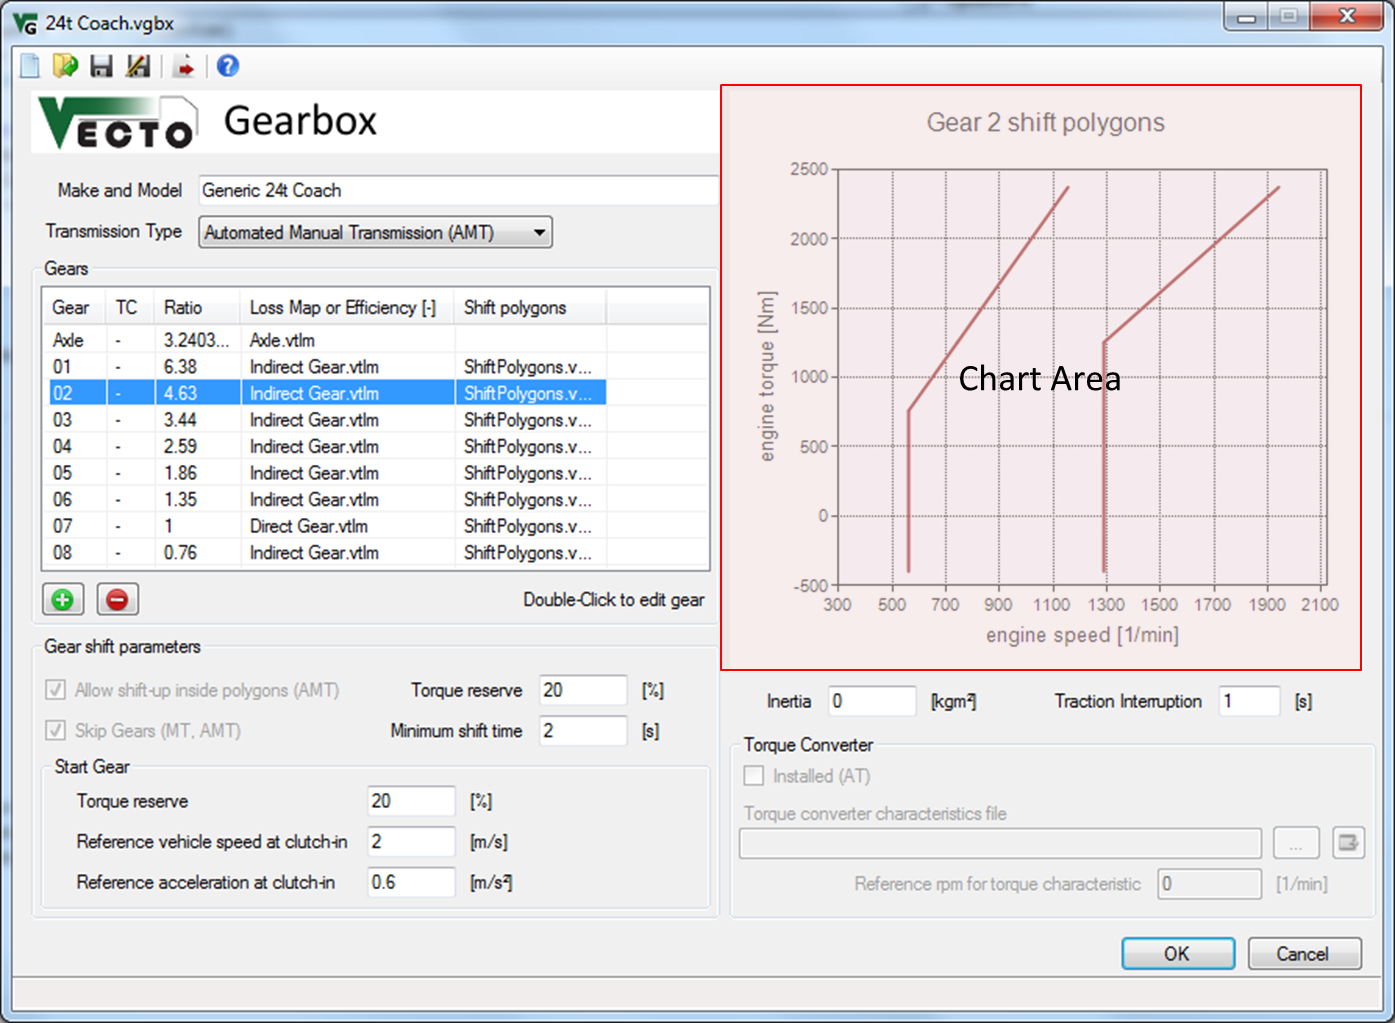 24t Coach.vgbx
VECTO Gearbox
Make and Model Generic 24t Coach
Transmission Type Automated Manual Transmission (AMT)
Gears
Gear TC Ratio Loss Map or Efficiency [-] Shift polygons
Axle - 3.2403... Axle.vtlm
01 - 6.38 Indirect Gear.vtlm ShiftPolygons.v...
02 - 4.63 Indirect Gear.vtlm ShiftPolygons.v...
03 - 3.44 Indirect Gear.vtlm ShiftPolygons.v...
04 - 2.59 Indirect Gear.vtlm ShiftPolygons.v...
05 - 1.86 Indirect Gear.vtlm ShiftPolygons.v...
06 - 1.35 Indirect Gear.vtlm ShiftPolygons.v...
07 - 1 Direct Gear.vtlm ShiftPolygons.v...
08 - 0.76 Indirect Gear.vtlm ShiftPolygons.v...
Double-Click to edit gear
Gear shift parameters
Allow shift-up inside polygons (AMT) Torque reserve 20 [%]
Skip Gears (MT, AMT) Minimum shift time 2 [s]
Start Gear
Torque reserve 20 [%]
Reference vehicle speed at clutch-in 2 [m/s]
Reference acceleration at clutch-in 0.6 [m/s²]
Gear 2 shift polygons
engine torque [Nm]
2500
2000
1500
1000
500
0
-500
Chart Area
300 500 700 900 1100 1300 1500 1700 1900 2100
engine speed [1/min]
Inertia 0 [kgm²] Traction Interruption 1 [s]
Torque Converter
Installed (AT)
Torque converter characteristics file
...
Reference rpm for torque characteristic 0 [1/min]
OK Cancel